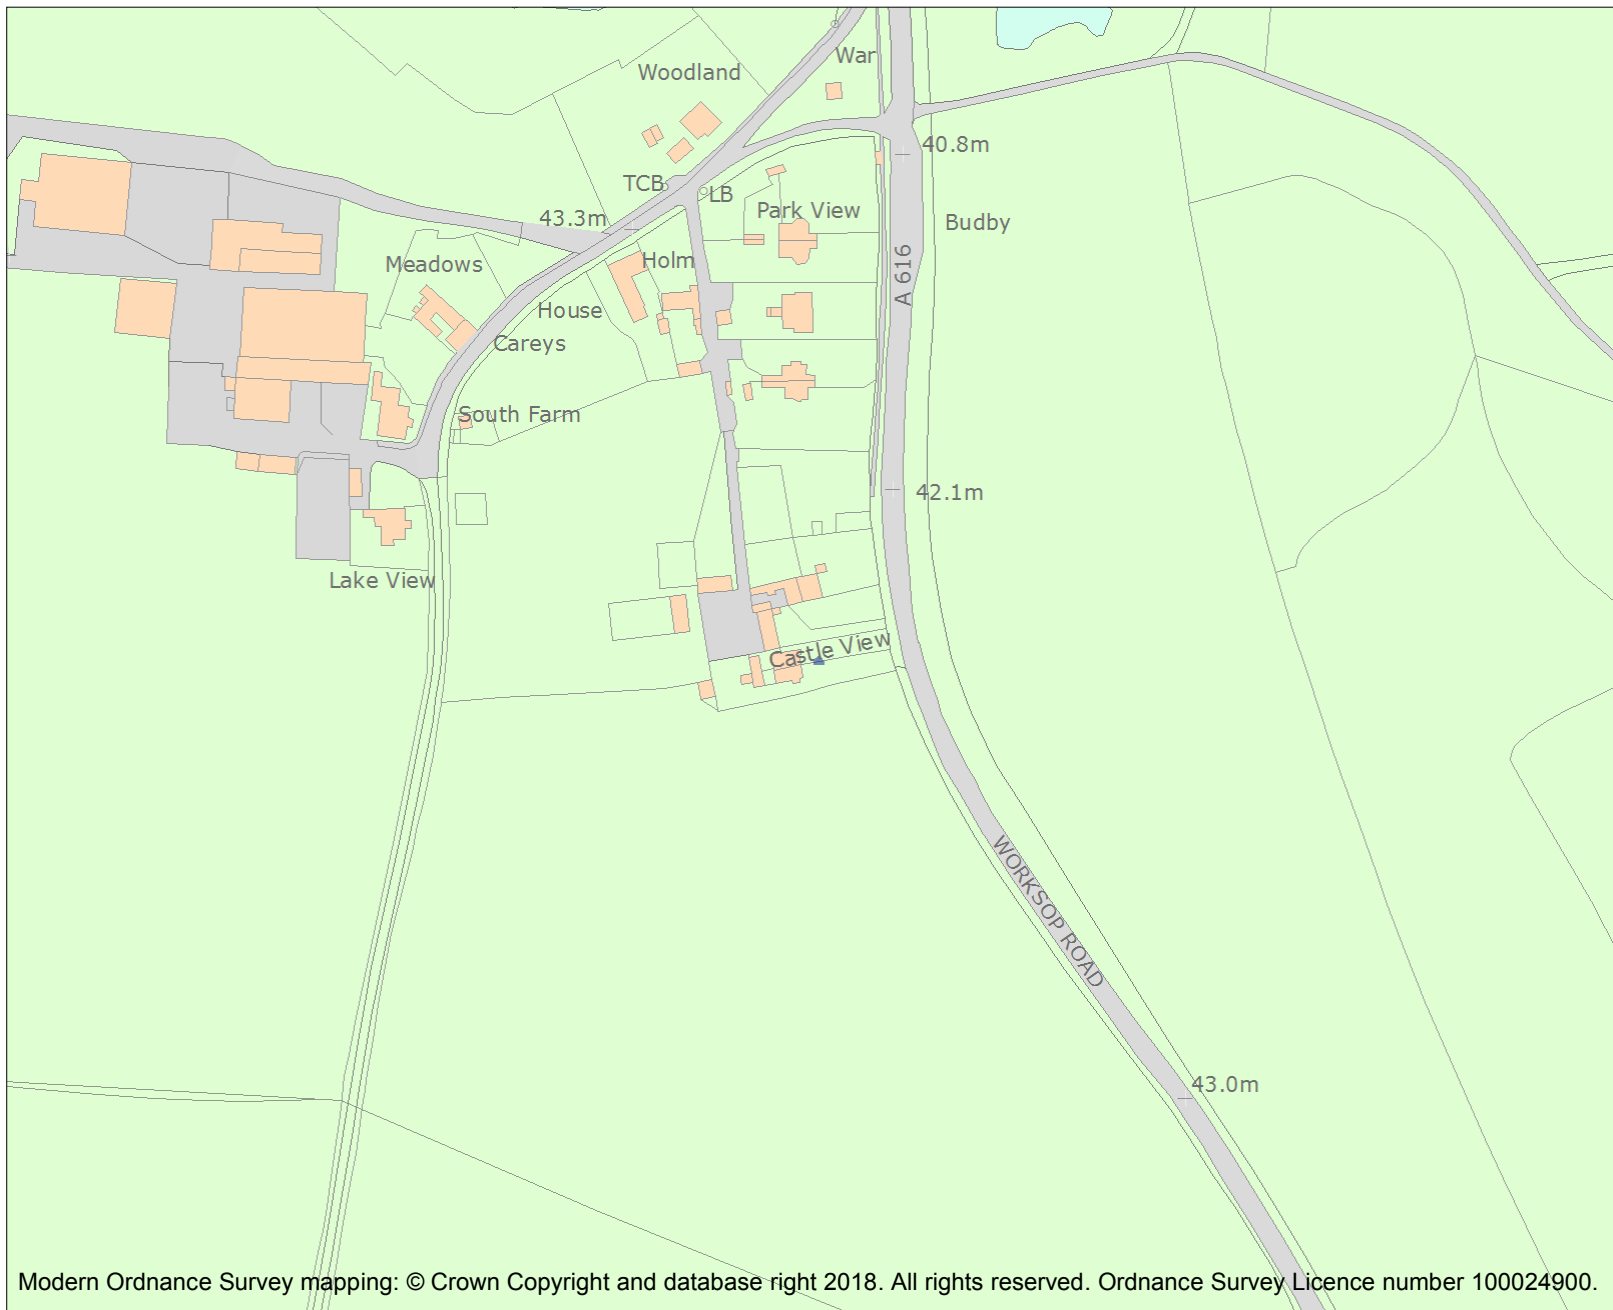 War
Woodland
40.8m
TCB
LB
43.3m
Park View
Budby
Meadows
Holm
A 616
House
Careys
South Farm
42.1m
Lake View
Castle View
WORKSOP ROAD
43.0m
Modern Ordnance Survey mapping: © Crown Copyright and database right 2018. All rights reserved. Ordnance Survey Licence number 100024900.